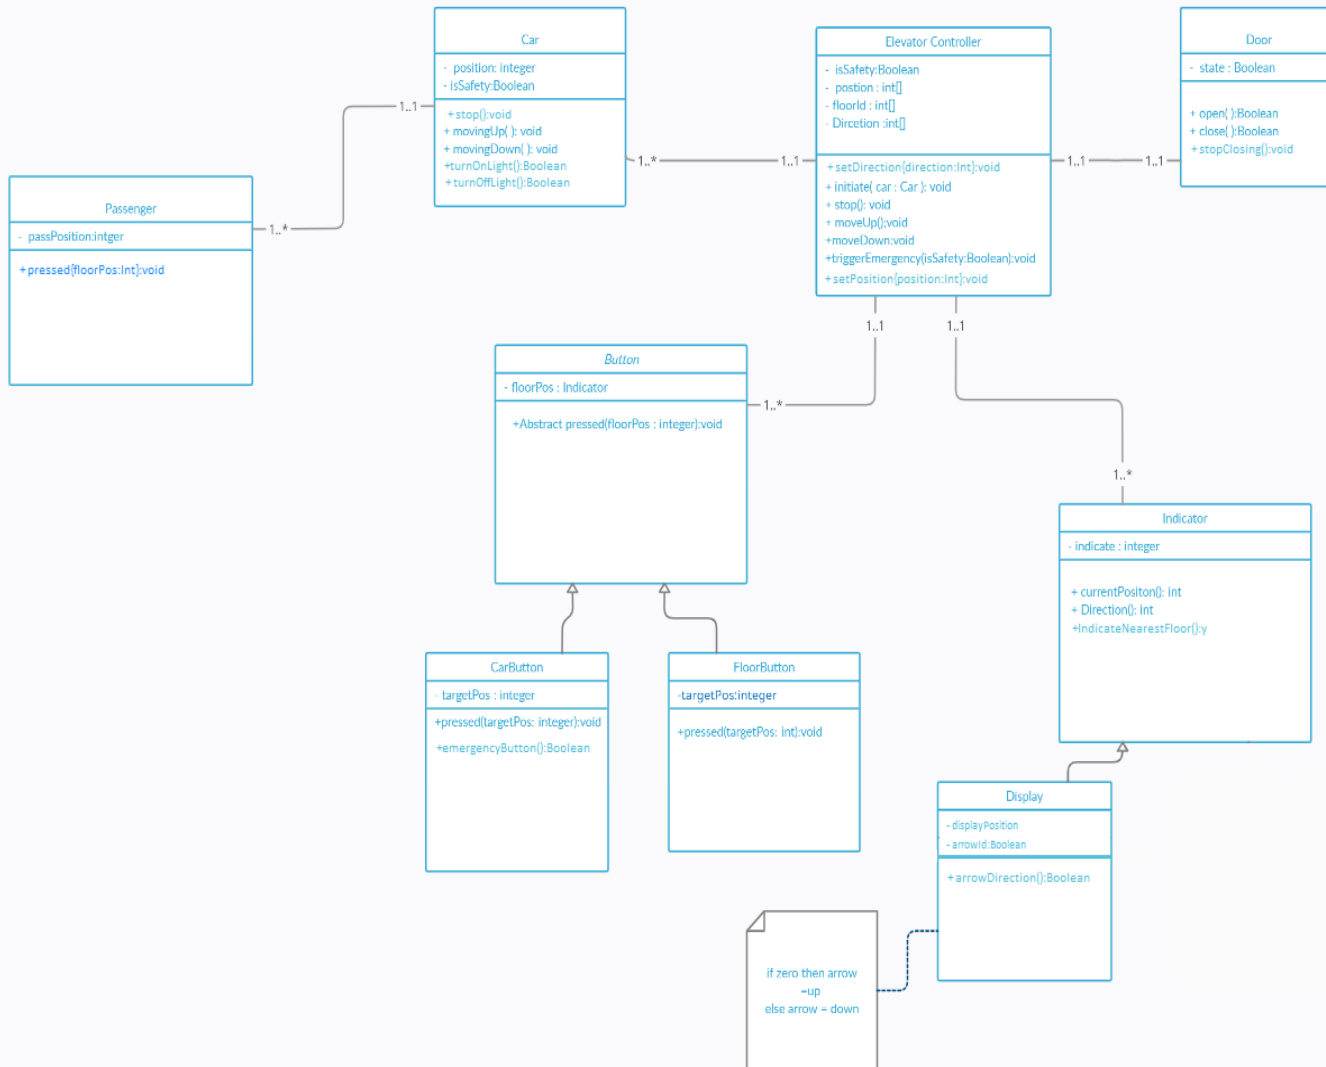 Car
- position: integer
- isSafety:Boolean
+ stop():void
+ movingUp( ): void
+ movingDown( ): void
+turnOnLight():Boolean
+turnOffLight():Boolean
Elevator Controller
- isSafety:Boolean
- postion : int[]
- floorId : int[]
- Dircetion :int[]
+ setDirection{direction:Int}:void
+ initiate( car : Car ): void
+ stop(): void
+ moveUp();void
+moveDown:void
+triggerEmergency(isSafety:Boolean):void
+ setPosition{position:Int}:void
Door
- state : Boolean
+ open( ):Boolean
+ close( ):Boolean
+ stopClosing():void
1..1
1..*
1..1
1..1
1..1
Passenger
- passPosition:intger
+pressed{floorPos:Int}:void
1..*
1..1
1..1
Button
- floorPos : Indicator
+Abstract pressed(floorPos : integer):void
1..*
1..*
Indicator
- indicate : integer
+ currentPositon(): int
+ Direction(): int
+IndicateNearestFloor():y
CarButton
- targetPos : integer
+pressed(targetPos: integer):void
+emergencyButton():Boolean
FloorButton
-targetPos:integer
+pressed(targetPos: int):void
Display
- displayPosition
- arrowId:Boolean
+ arrowDirection():Boolean
if zero then arrow
=up
else arrow = down